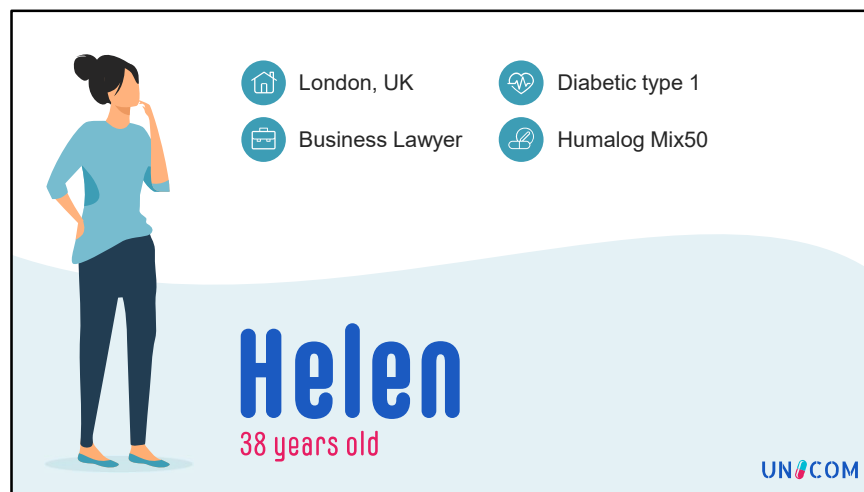 London, UK
Diabetic type 1
Business Lawyer
Humalog Mix50
Helen
38 years old
UNICOM